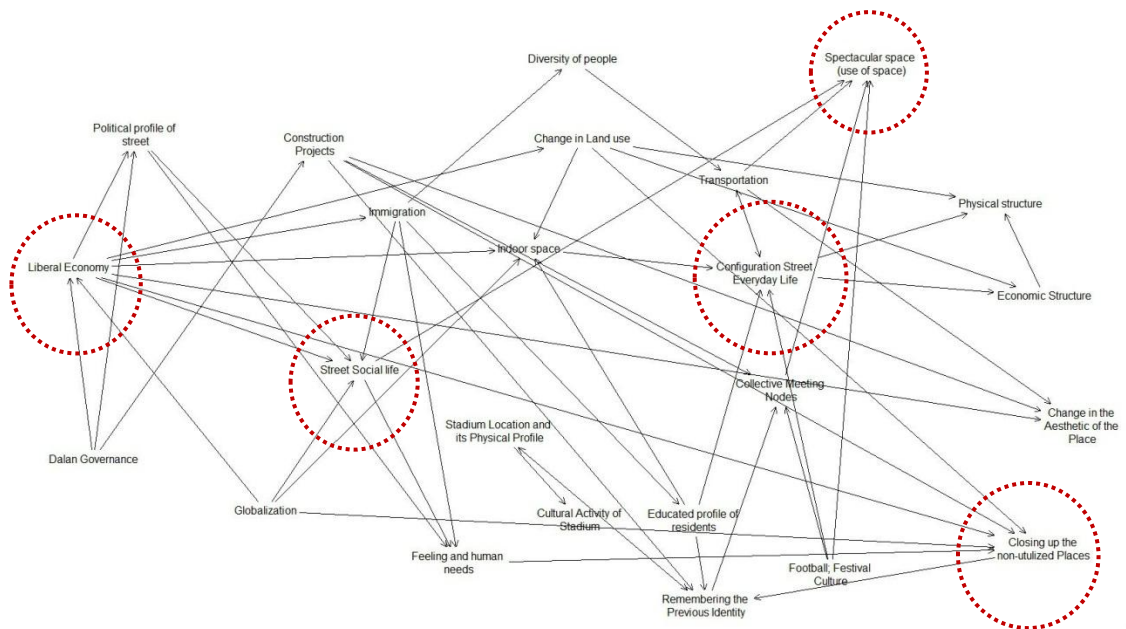 Diversity of people
Spectacular space
(use of space)
Political profile of
street
Construction
Projects
Change in Land use
Transportation
Physical structure
Immigration
Indoor space
Liberal Economy
Configuration Street
Everyday Life
Economic Structure
Street Social life
Collective Meeting
Nodes
Change in the
Aesthetic of the
Place
Stadium Location and
its Physical Profile
Dalan Governance
Globalization
Cultural Activity of
Stadium
Educated profile of
residents
Closing up the
non-utulized Places
Feeling and human
needs
Football; Festival
Culture
Remembering the
Previous Identity